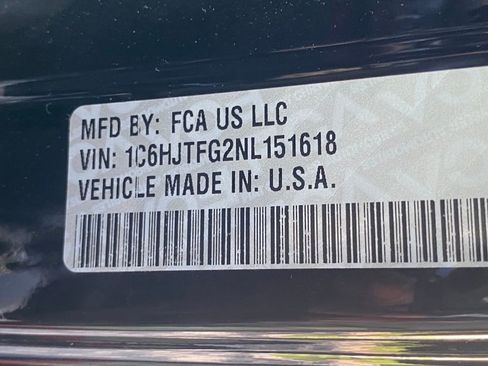 MFD BY: FCA US LLC
VIN: 1C6HJTFG2NL151618
VEHICLE MADE IN: U.S.A.